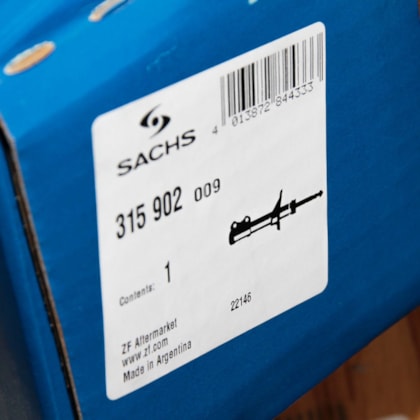 SACHS
4 013872 844333
315 902 009
Contents: 1
22146
ZF Aftermarket
www.zf.com
Made in Argentina